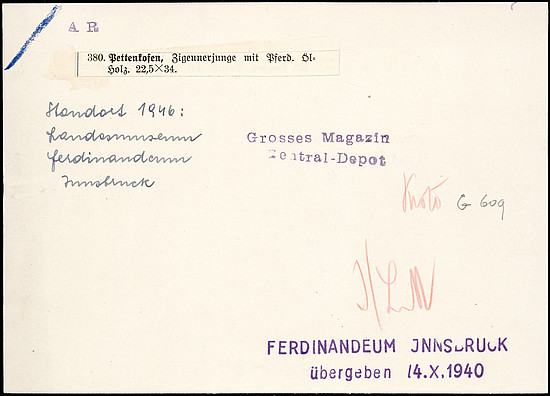 A R
380. Pettenkofen, Zigeunerjunge mit Pferd. Öl-
Holz. 22,5×34.
Standort 1946:
Landesmuseum
Ferdinandeum
Innsbruck
Grosses Magazin
Zentral-Depot
G 609
FERDINANDEUM INNSBRUCK
übergeben 14.X.1940